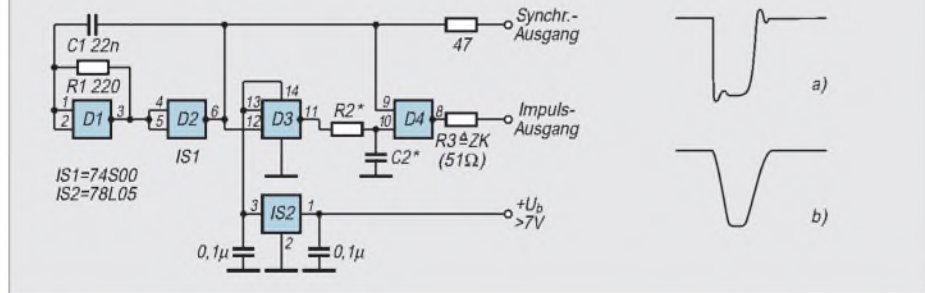 C1 22n
R1 220
1
2
D1
3
4
5
D2
6
IS1
14
13
12
D3
11
R2*
C2*
9
10
D4
8
R3≙ZK
(51Ω)
47
Synchr.-
Ausgang
Impuls-
Ausgang
IS1=74S00
IS2=78L05
3
IS2
1
2
0,1µ
0,1µ
+Ub
>7V
a)
b)